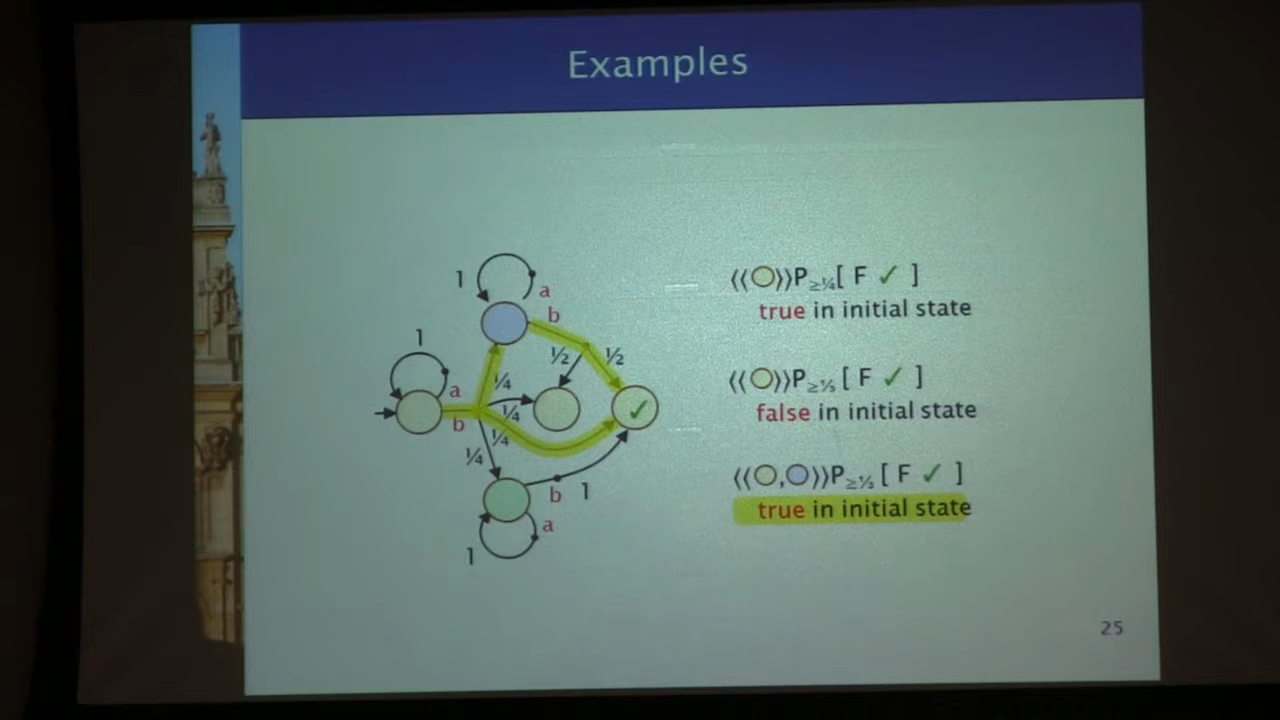 Examples
1
a
b
1
a
b
½
½
¼
¼
¼
¼
✓
b
1
a
1
⟨⟨○⟩⟩P≥¼[ F ✓ ]
true in initial state
⟨⟨○⟩⟩P≥⅓[ F ✓ ]
false in initial state
⟨⟨○,○⟩⟩P≥⅓[ F ✓ ]
true in initial state
25